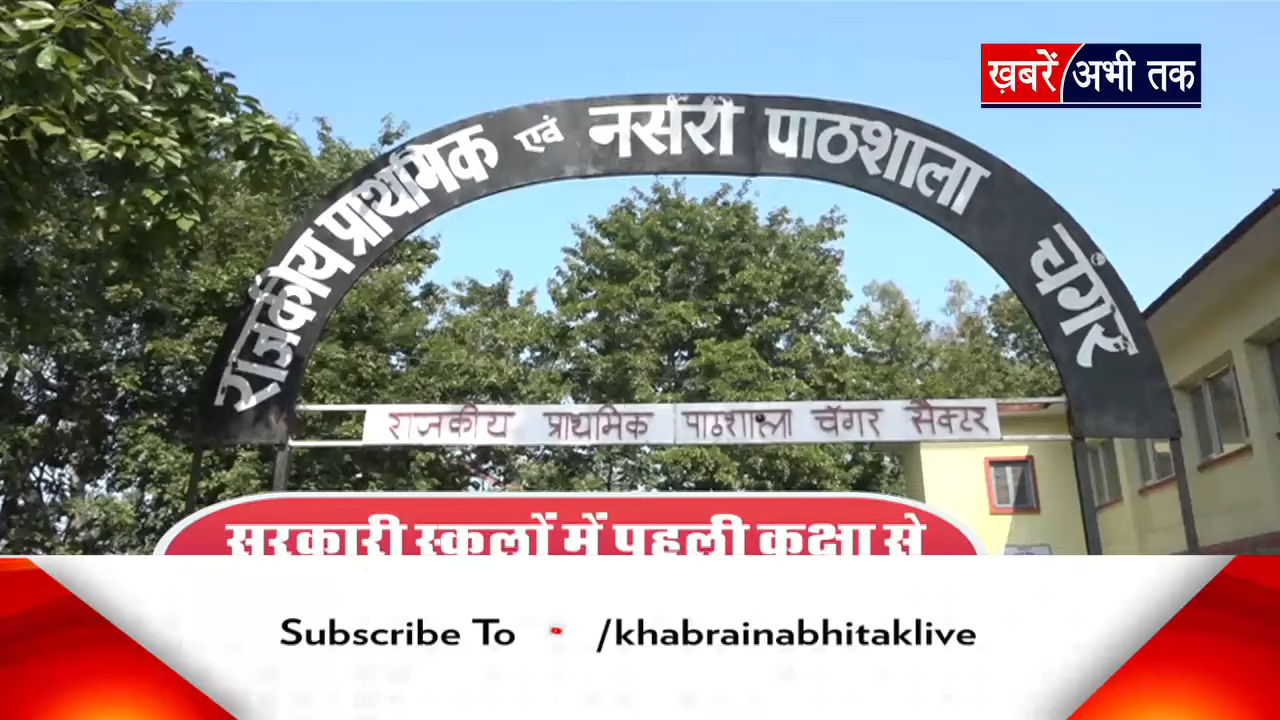 ख़बरें अभी तक
राजकीय प्राथमिक एवं नर्सरी पाठशाला चंगर
राजकीय प्राथमिक पाठशाला चँगर सैक्टर
सरकारी स्कूलों में पहली कक्षा से
Subscribe To /khabrainabhitaklive